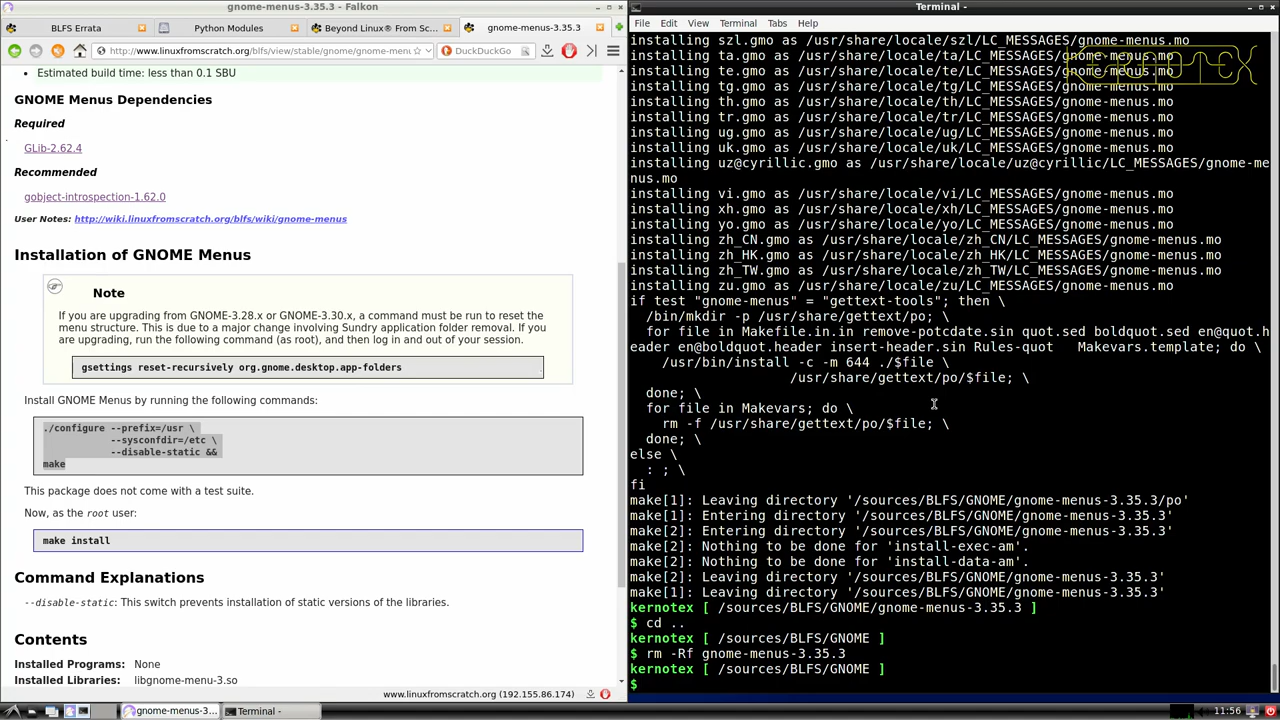 gnome-menus-3.35.3 - Falkon
BLFS Errata
Python Modules
Beyond Linux® From Sc...
gnome-menus-3.35.3
http://www.linuxfromscratch.org/blfs/view/stable/gnome/gnome-menu
DuckDuckGo
Estimated build time: less than 0.1 SBU
GNOME Menus Dependencies
Required
GLib-2.62.4
Recommended
gobject-introspection-1.62.0
User Notes: http://wiki.linuxfromscratch.org/blfs/wiki/gnome-menus
Installation of GNOME Menus
Note
If you are upgrading from GNOME-3.28.x or GNOME-3.30.x, a command must be run to reset the
menu structure. This is due to a major change involving Sundry application folder removal. If you
are upgrading, run the following command (as root), and then log in and out of your session.
gsettings reset-recursively org.gnome.desktop.app-folders
Install GNOME Menus by running the following commands:
./configure --prefix=/usr \
--sysconfdir=/etc \
--disable-static &&
make
This package does not come with a test suite.
Now, as the root user:
make install
Command Explanations
--disable-static: This switch prevents installation of static versions of the libraries.
Contents
Installed Programs: None
Installed Libraries: libgnome-menu-3.so
www.linuxfromscratch.org (192.155.86.174)
Terminal -
File Edit View Terminal Tabs Help
installing szl.gmo as /usr/share/locale/szl/LC_MESSAGES/gnome-menus.mo
installing ta.gmo as /usr/share/locale/ta/LC_MESSAGES/gnome-menus.mo
installing te.gmo as /usr/share/locale/te/LC_MESSAGES/gnome-menus.mo
installing tg.gmo as /usr/share/locale/tg/LC_MESSAGES/gnome-menus.mo
installing th.gmo as /usr/share/locale/th/LC_MESSAGES/gnome-menus.mo
installing tr.gmo as /usr/share/locale/tr/LC_MESSAGES/gnome-menus.mo
installing ug.gmo as /usr/share/locale/ug/LC_MESSAGES/gnome-menus.mo
installing uk.gmo as /usr/share/locale/uk/LC_MESSAGES/gnome-menus.mo
installing uz@cyrillic.gmo as /usr/share/locale/uz@cyrillic/LC_MESSAGES/gnome-me
nus.mo
installing vi.gmo as /usr/share/locale/vi/LC_MESSAGES/gnome-menus.mo
installing xh.gmo as /usr/share/locale/xh/LC_MESSAGES/gnome-menus.mo
installing yo.gmo as /usr/share/locale/yo/LC_MESSAGES/gnome-menus.mo
installing zh_CN.gmo as /usr/share/locale/zh_CN/LC_MESSAGES/gnome-menus.mo
installing zh_HK.gmo as /usr/share/locale/zh_HK/LC_MESSAGES/gnome-menus.mo
installing zh_TW.gmo as /usr/share/locale/zh_TW/LC_MESSAGES/gnome-menus.mo
installing zu.gmo as /usr/share/locale/zu/LC_MESSAGES/gnome-menus.mo
if test "gnome-menus" = "gettext-tools"; then \
/bin/mkdir -p /usr/share/gettext/po; \
for file in Makefile.in.in remove-potcdate.sin quot.sed boldquot.sed en@quot.h
eader en@boldquot.header insert-header.sin Rules-quot Makevars.template; do \
/usr/bin/install -c -m 644 ./$file \
/usr/share/gettext/po/$file; \
done; \
for file in Makevars; do \
rm -f /usr/share/gettext/po/$file; \
done; \
else \
: ; \
fi
make[1]: Leaving directory '/sources/BLFS/GNOME/gnome-menus-3.35.3/po'
make[1]: Entering directory '/sources/BLFS/GNOME/gnome-menus-3.35.3'
make[2]: Entering directory '/sources/BLFS/GNOME/gnome-menus-3.35.3'
make[2]: Nothing to be done for 'install-exec-am'.
make[2]: Nothing to be done for 'install-data-am'.
make[2]: Leaving directory '/sources/BLFS/GNOME/gnome-menus-3.35.3'
make[1]: Leaving directory '/sources/BLFS/GNOME/gnome-menus-3.35.3'
kernotex [ /sources/BLFS/GNOME/gnome-menus-3.35.3 ]
$ cd ..
kernotex [ /sources/BLFS/GNOME ]
$ rm -Rf gnome-menus-3.35.3
kernotex [ /sources/BLFS/GNOME ]
$
KERNOTEX
gnome-menus-3...
Terminal -
11:56